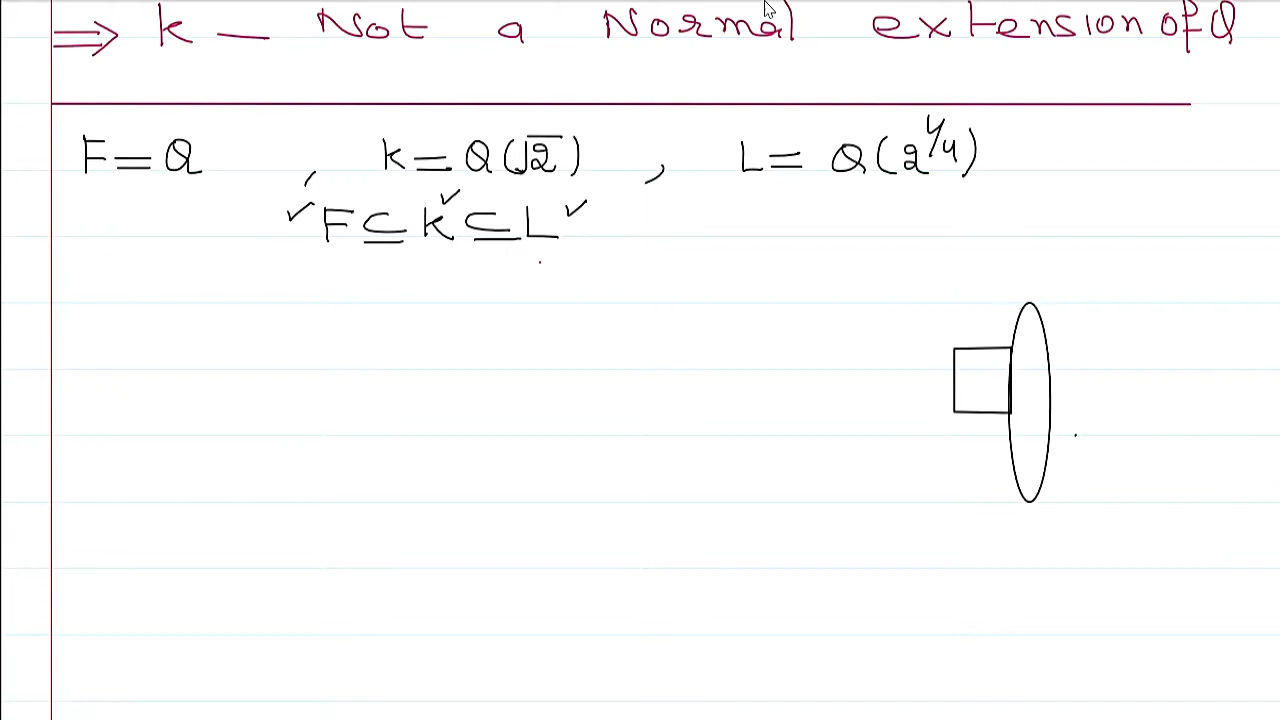 ⇒ k — Not a Normal extension of Q
F = Q , k = Q(√2) , L = Q(2^{1/4})
✓ F ⊆ k ✓ ⊆ L ✓